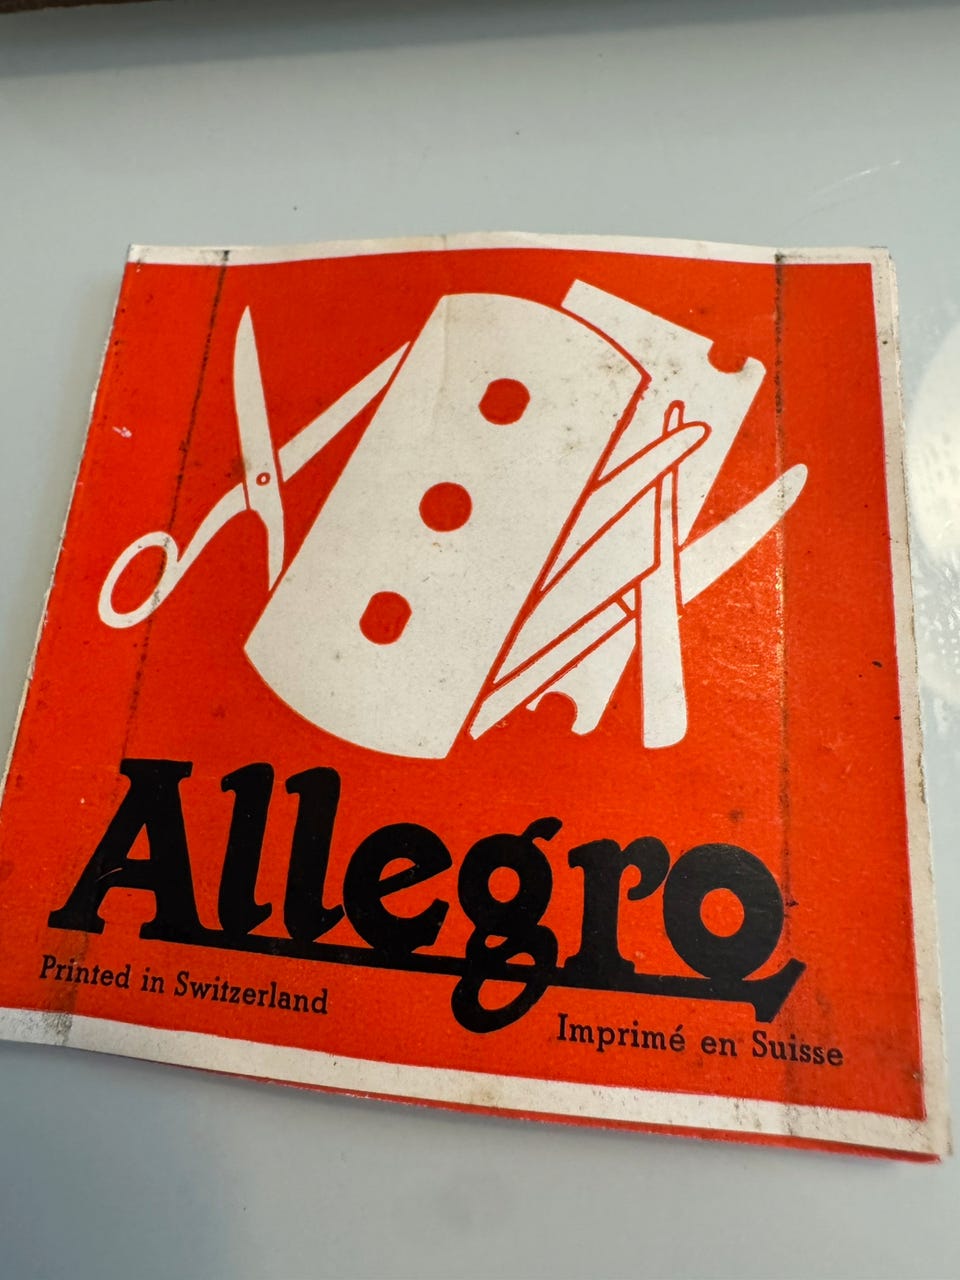 Allegro
Printed in Switzerland
Imprimé en Suisse